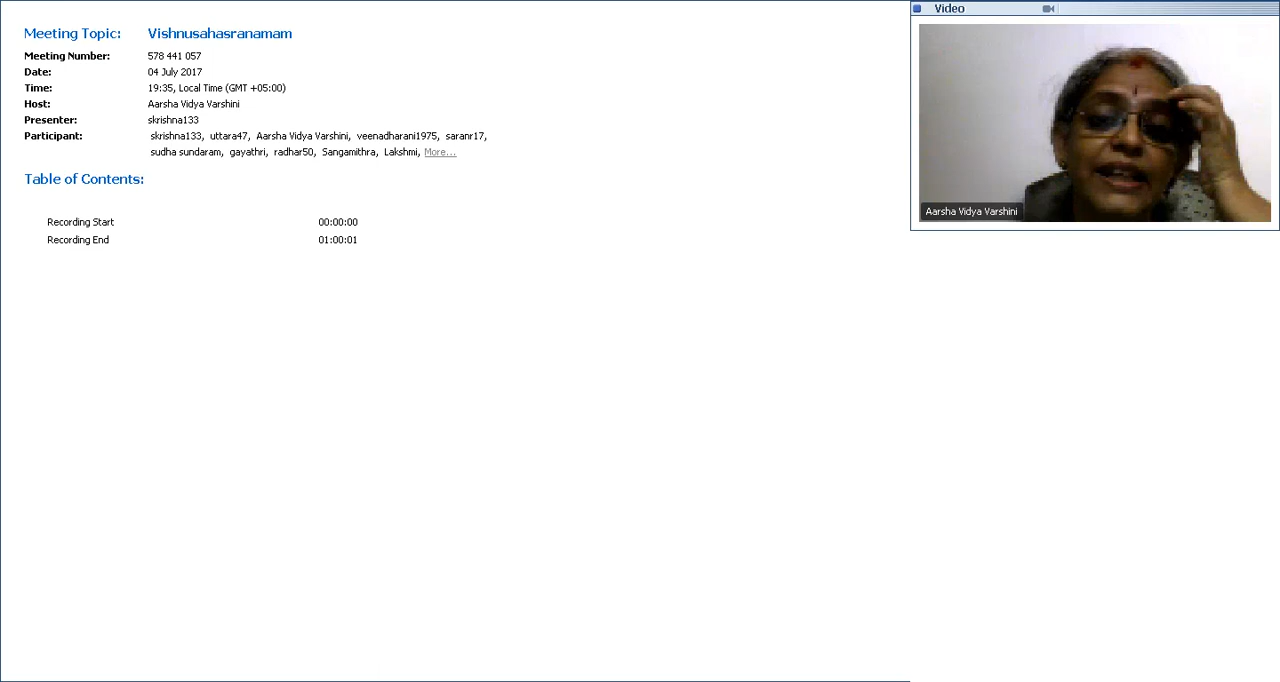 Meeting Topic: Vishnusahasranamam
Meeting Number: 578 441 057
Date: 04 July 2017
Time: 19:35, Local Time (GMT +05:00)
Host: Aarsha Vidya Varshini
Presenter: skrishna133
Participant: skrishna133, uttara47, Aarsha Vidya Varshini, veenadharani1975, saranr17,
sudha sundaram, gayathri, radhar50, Sangamithra, Lakshmi, More...
Table of Contents:
Recording Start 00:00:00
Recording End 01:00:01
Video
Aarsha Vidya Varshini